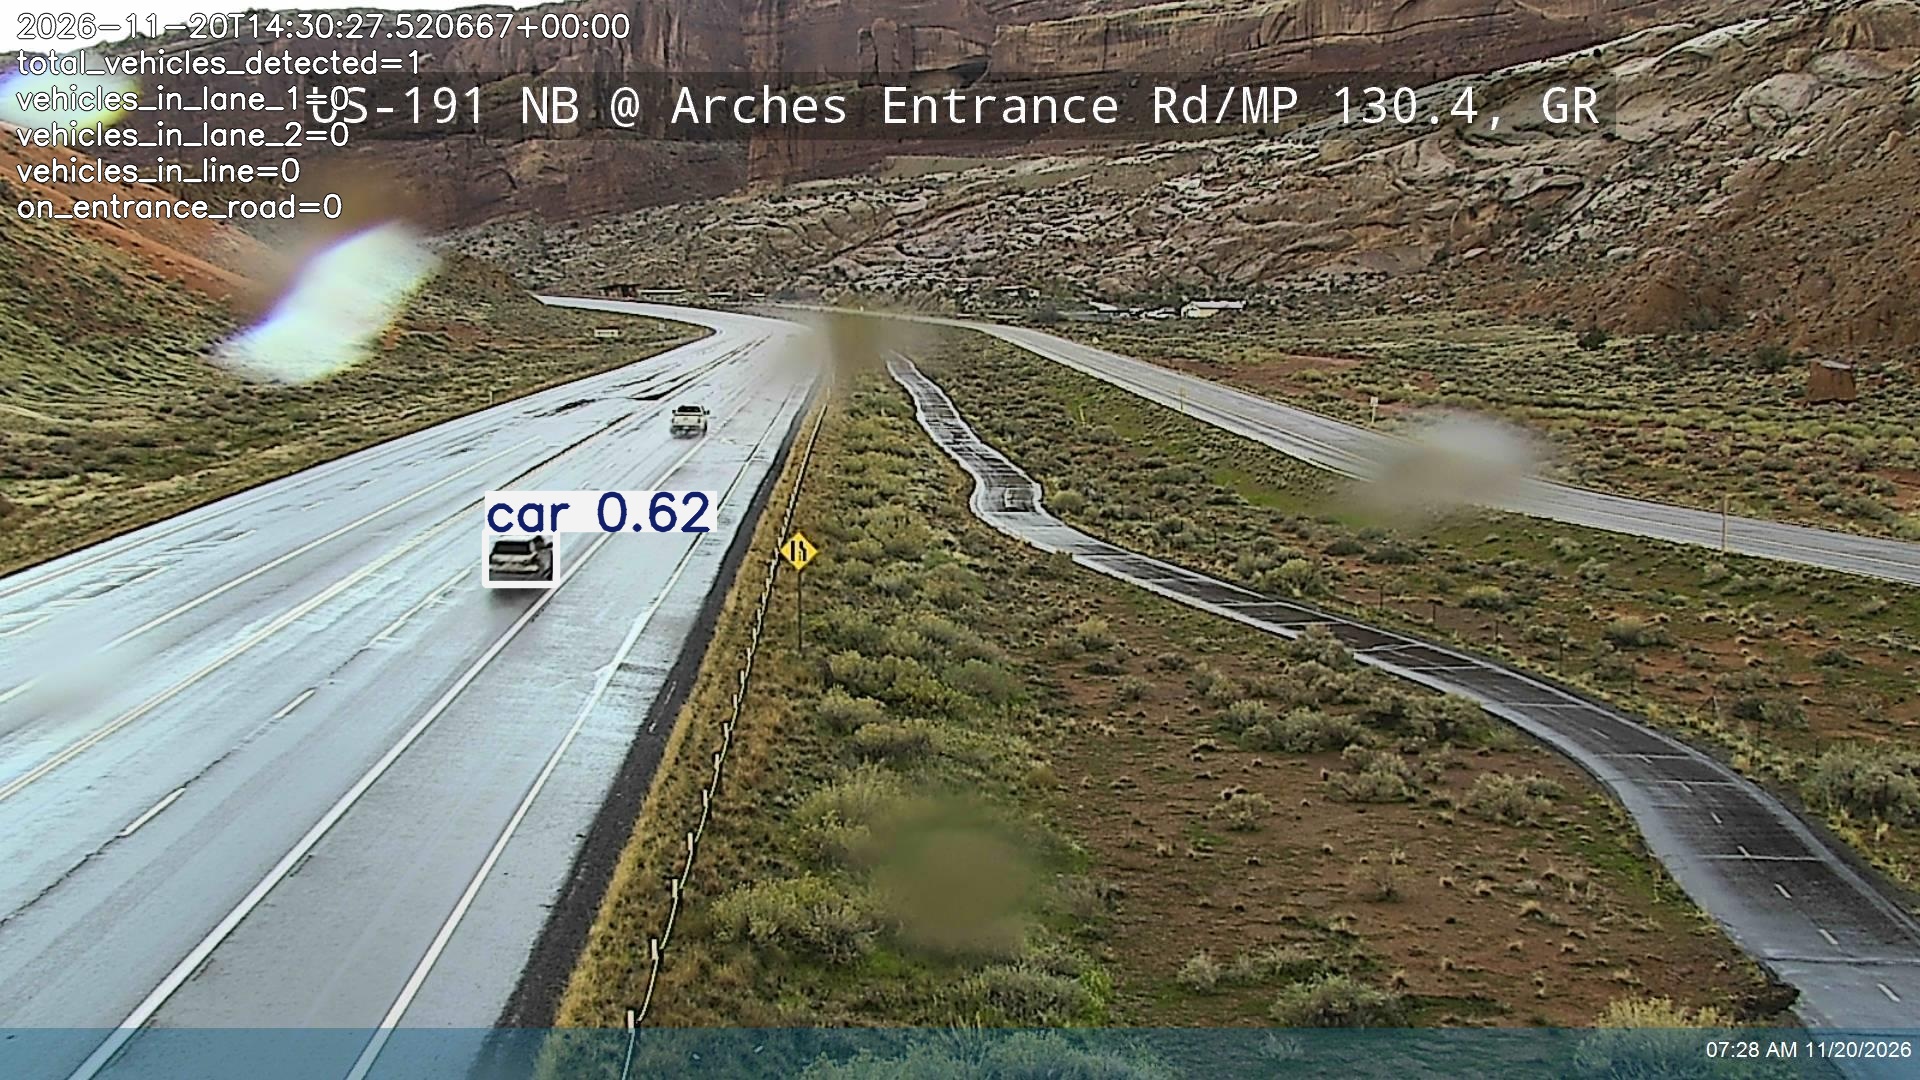 2026-11-20T14:30:27.520667+00:00
total_vehicles_detected=1
vehicles_in_lane_1=0
US-191 NB @ Arches Entrance Rd/MP 130.4, GR
vehicles_in_lane_2=0
vehicles_in_line=0
on_entrance_road=0
car 0.62
07:28 AM 11/20/2026